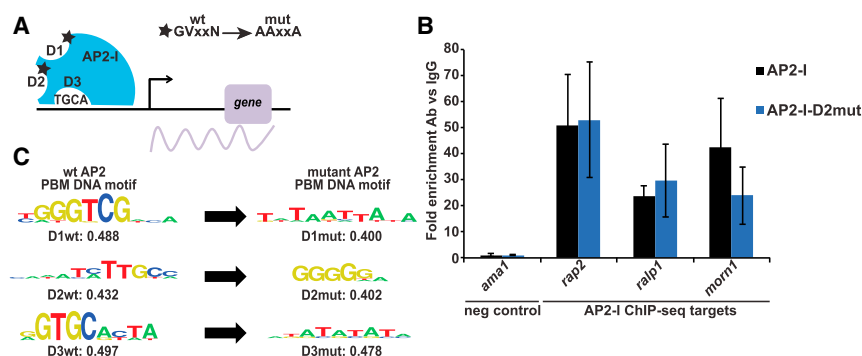 A
wt mut
GVxxN AAxxA
D1 AP2-I
D2 D3
TGCA
gene
B
Fold enrichment Ab vs IgG
80
70
60
50
40
30
20
10
0
AP2-I
AP2-I-D2mut
ama1 rap2 ralp1 morn1
neg control AP2-I ChIP-seq targets
C
wt AP2 mutant AP2
PBM DNA motif PBM DNA motif
D1wt: 0.488 D1mut: 0.400
D2wt: 0.432 D2mut: 0.402
D3wt: 0.497 D3mut: 0.478